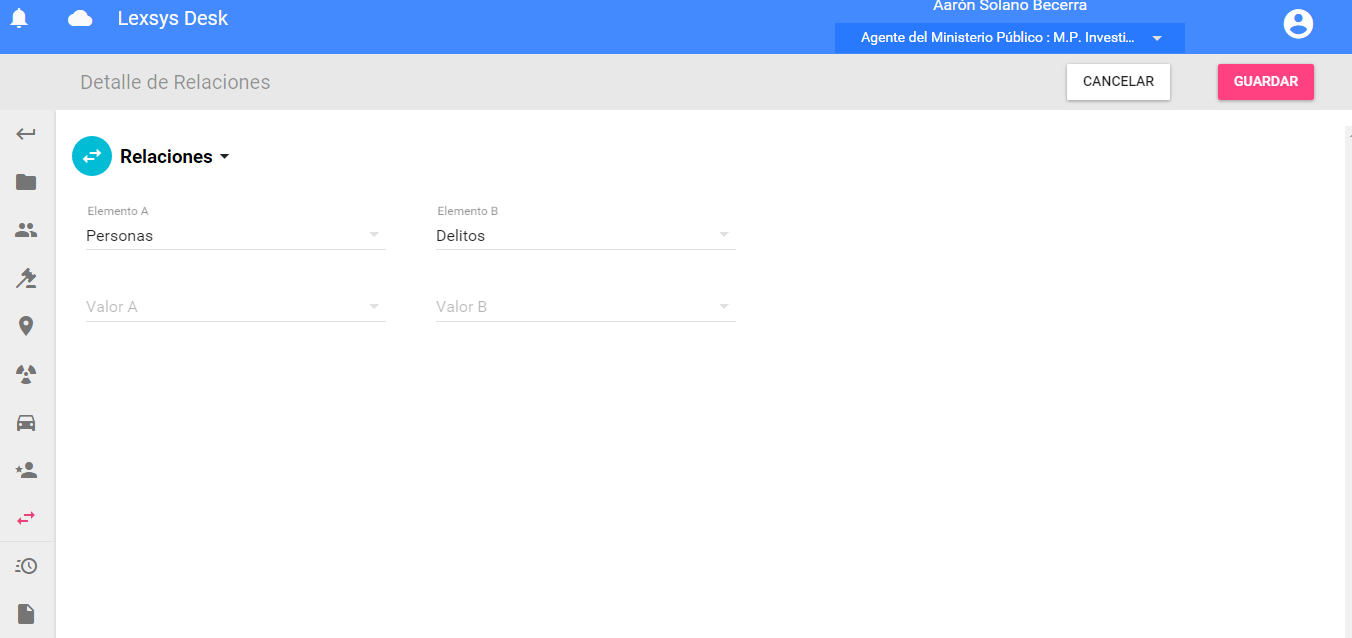 Lexsys Desk
Aarón Solano Becerra
Agente del Ministerio Público : M.P. Investi...
Detalle de Relaciones
CANCELAR
GUARDAR
Relaciones
Elemento A
Elemento B
Personas
Delitos
Valor A
Valor B